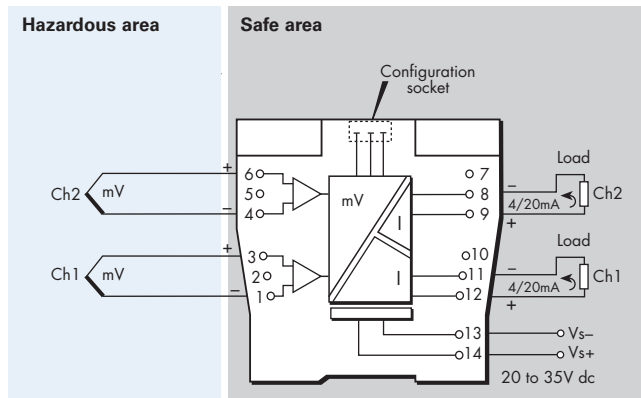 Hazardous area
Safe area
Configuration
socket
+
6
7
Load
Ch2
mV
5
mV
8
–
Ch2
4/20mA
–
4
I
9
+
+
3
10
Load
Ch1
mV
2
I
11
–
Ch1
4/20mA
–
1
12
+
13
Vs–
14
Vs+
20 to 35V dc